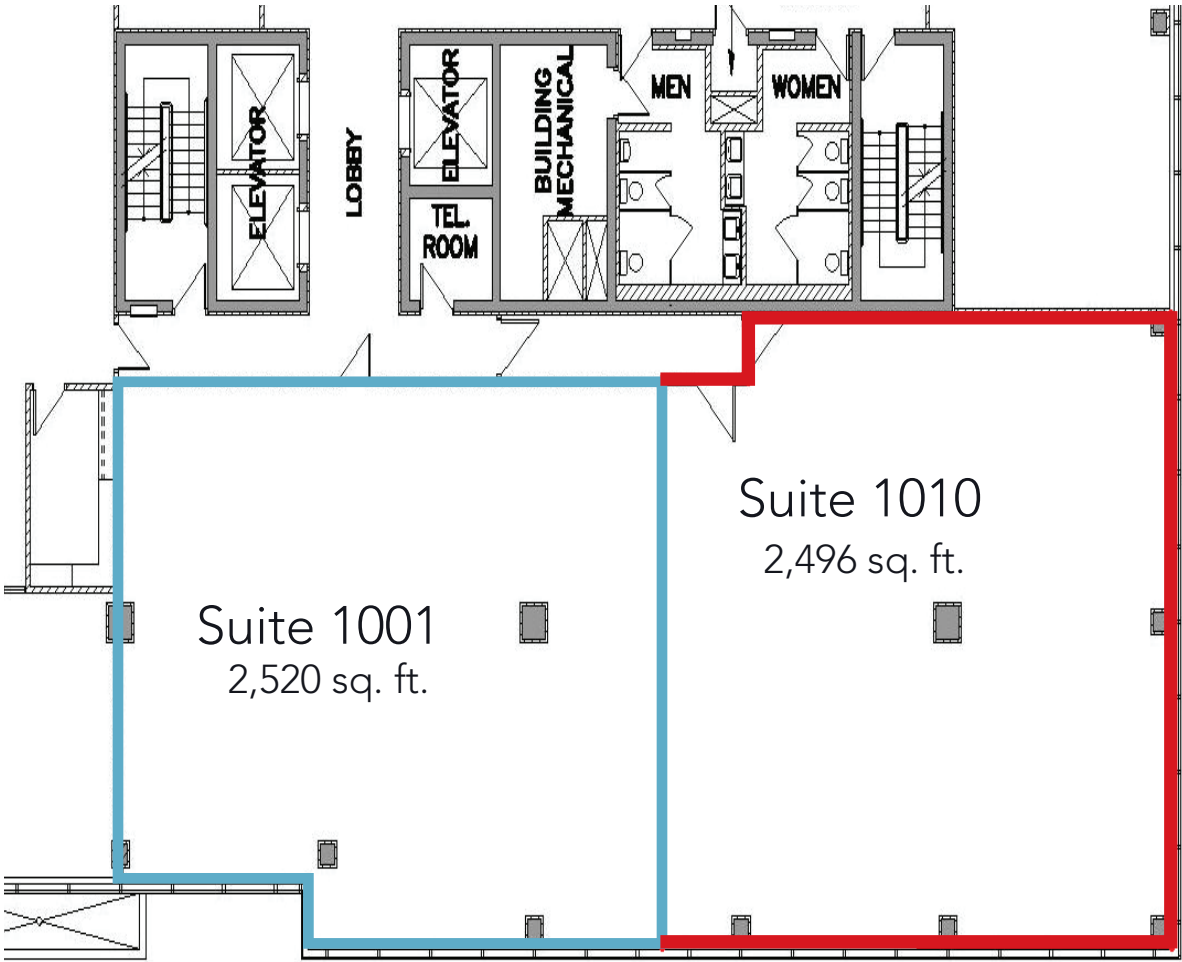 ELEVATOR
LOBBY
ELEVATOR
TEL.
ROOM
BUILDING
MECHANICAL
MEN
WOMEN
Suite 1010
2,496 sq. ft.
Suite 1001
2,520 sq. ft.